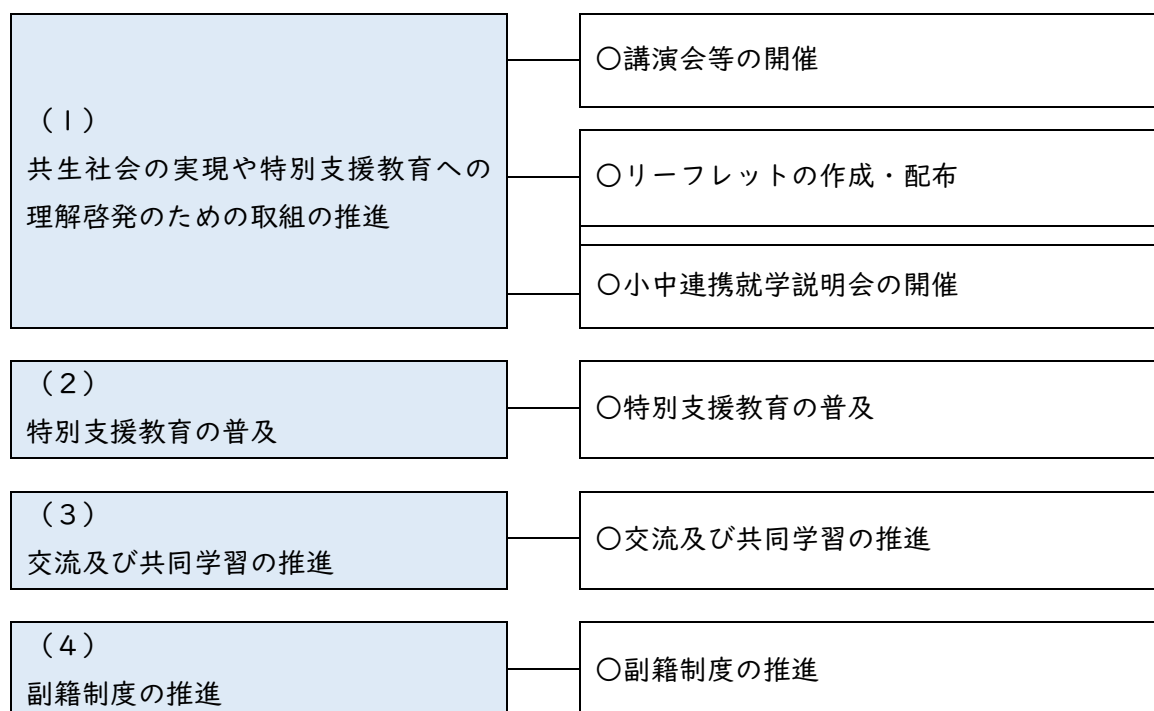 （１）
共生社会の実現や特別支援教育への
理解啓発のための取組の推進
〇講演会等の開催
〇リーフレットの作成・配布
〇小中連携就学説明会の開催
（２）
特別支援教育の普及
〇特別支援教育の普及
（３）
交流及び共同学習の推進
〇交流及び共同学習の推進
（４）
副籍制度の推進
〇副籍制度の推進